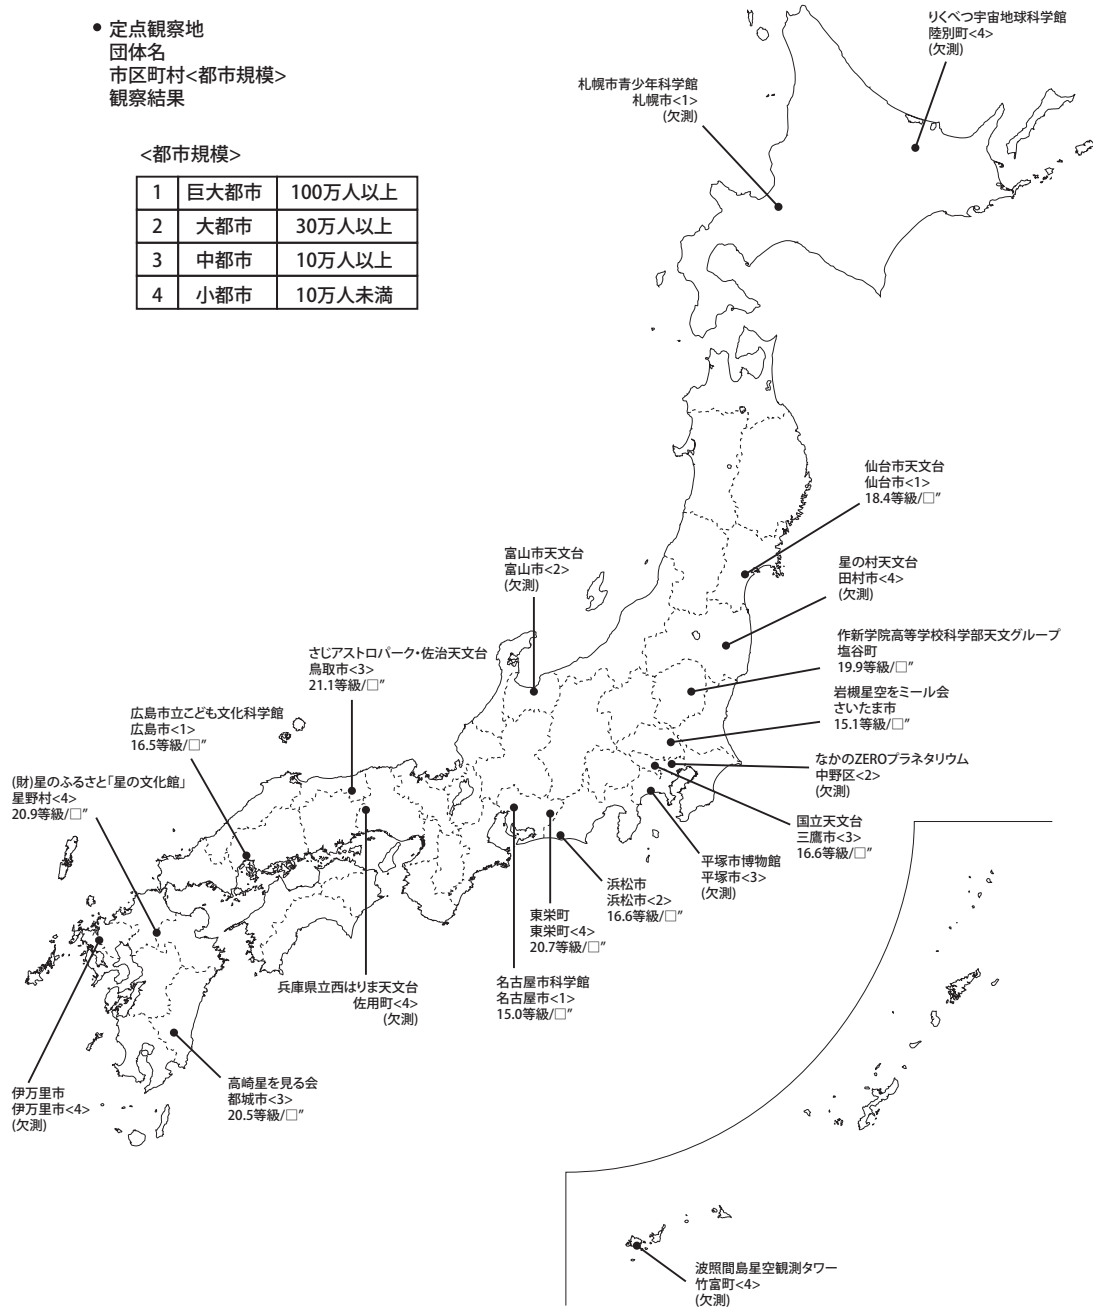 ● 定点観察地
団体名
市区町村<都市規模>
観察結果
<都市規模>
1 巨大都市 100万人以上
2 大都市 30万人以上
3 中都市 10万人以上
4 小都市 10万人未満
りくべつ宇宙地球科学館
陸別町<4>
(欠測)
札幌市青少年科学館
札幌市<1>
(欠測)
仙台市天文台
仙台市<1>
18.4等級/□″
富山市天文台
富山市<2>
(欠測)
星の村天文台
田村市<4>
(欠測)
作新学院高等学校科学部天文グループ
塩谷町
19.9等級/□″
さじアストロパーク・佐治天文台
鳥取市<3>
21.1等級/□″
岩槻星空をミール会
さいたま市
15.1等級/□″
広島市立こども文化科学館
広島市<1>
16.5等級/□″
なかのZEROプラネタリウム
中野区<2>
(欠測)
(財)星のふるさと「星の文化館」
星野村<4>
20.9等級/□″
国立天文台
三鷹市<3>
16.6等級/□″
平塚市博物館
平塚市<3>
(欠測)
浜松市
浜松市<2>
16.6等級/□″
東栄町
東栄町<4>
20.7等級/□″
名古屋市科学館
名古屋市<1>
15.0等級/□″
兵庫県立西はりま天文台
佐用町<4>
(欠測)
高崎星を見る会
都城市<3>
20.5等級/□″
伊万里市
伊万里市<4>
(欠測)
波照間島星空観測タワー
竹富町<4>
(欠測)